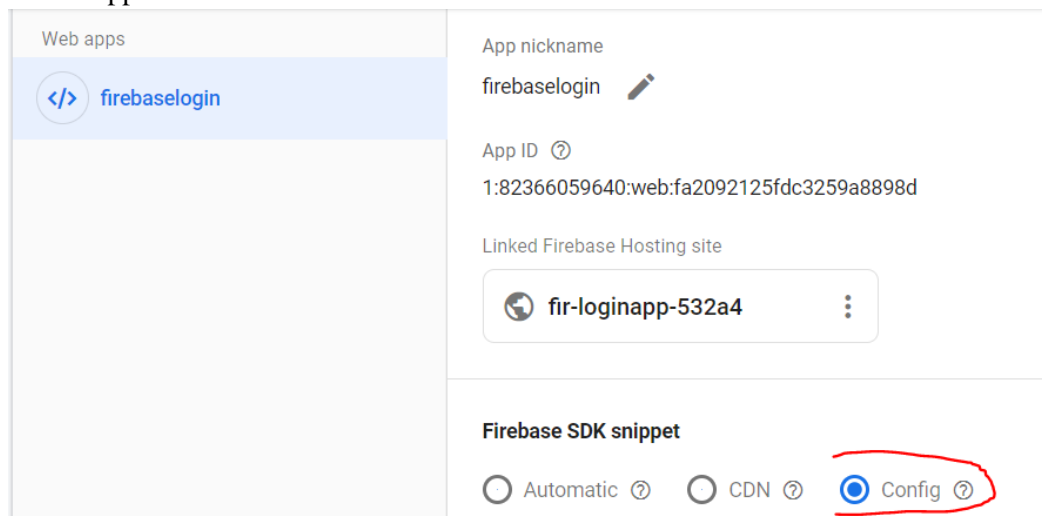 Web apps
</> firebaselogin
App nickname
firebaselogin
App ID
1:82366059640:web:fa2092125fdc3259a8898d
Linked Firebase Hosting site
fir-loginapp-532a4
Firebase SDK snippet
Automatic CDN Config